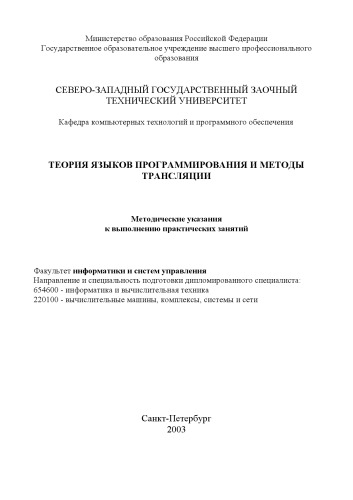 Министерство образования Российской Федерации
Государственное образовательное учреждение высшего профессионального
образования
СЕВЕРО-ЗАПАДНЫЙ ГОСУДАРСТВЕННЫЙ ЗАОЧНЫЙ
ТЕХНИЧЕСКИЙ УНИВЕРСИТЕТ
Кафедра компьютерных технологий и программного обеспечения
ТЕОРИЯ ЯЗЫКОВ ПРОГРАММИРОВАНИЯ И МЕТОДЫ
ТРАНСЛЯЦИИ
Методические указания
к выполнению практических занятий
Факультет информатики и систем управления
Направление и специальность подготовки дипломированного специалиста:
654600 - информатика и вычислительная техника
220100 - вычислительные машины, комплексы, системы и сети
Санкт-Петербург
2003